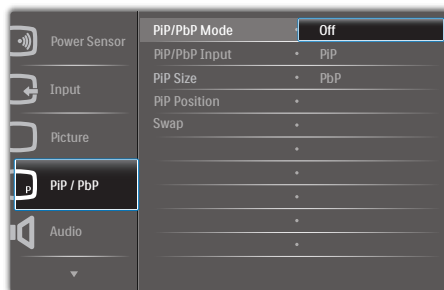 Power Sensor
Input
Picture
P
PiP / PbP
Audio
PiP/PbP Mode
Off
PiP/PbP Input
PiP
PiP Size
PbP
PiP Position
Swap